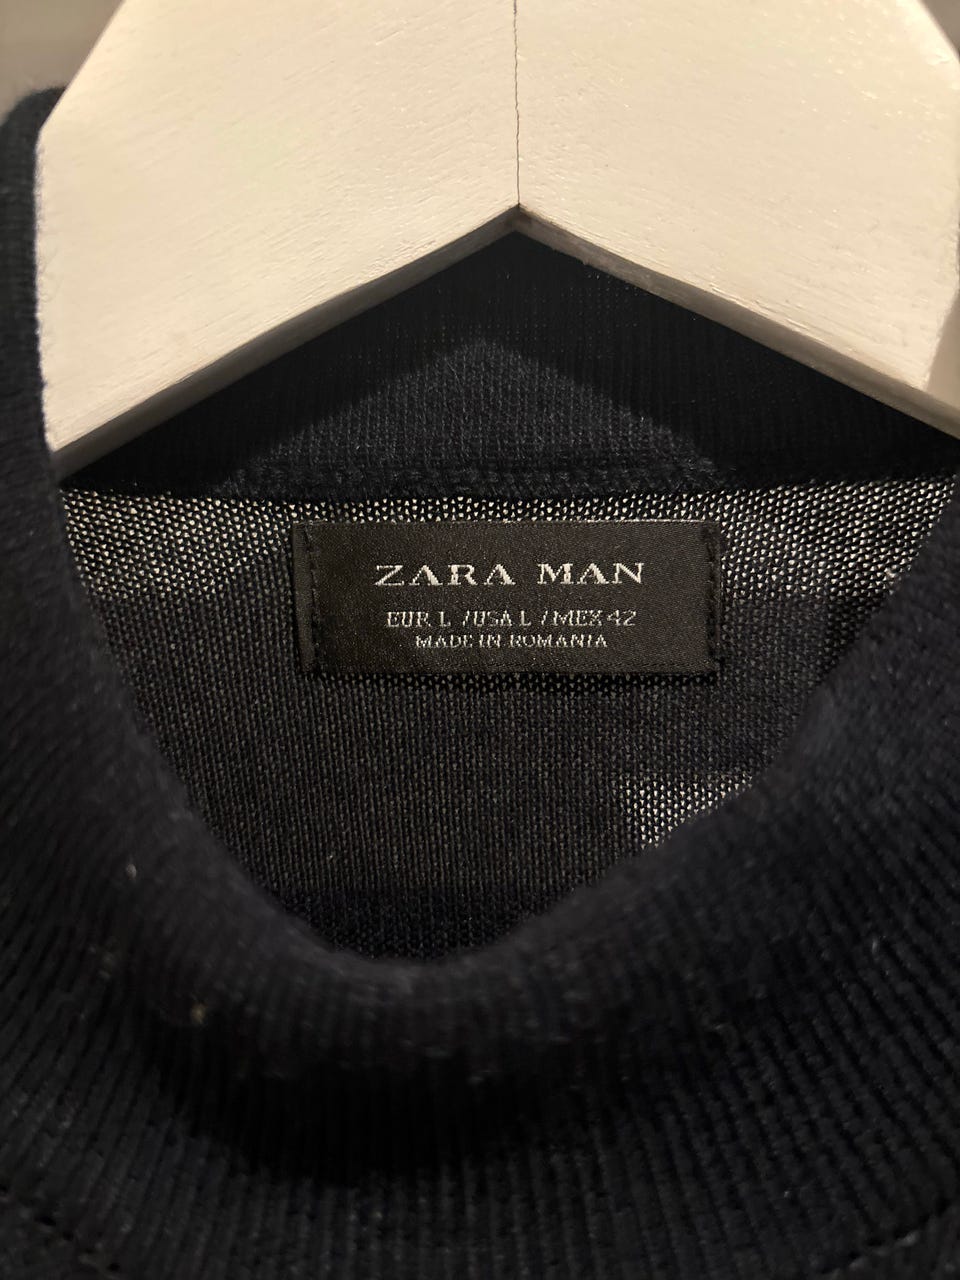 ZARA MAN
EUR L / USA L / MEX 42
MADE IN ROMANIA